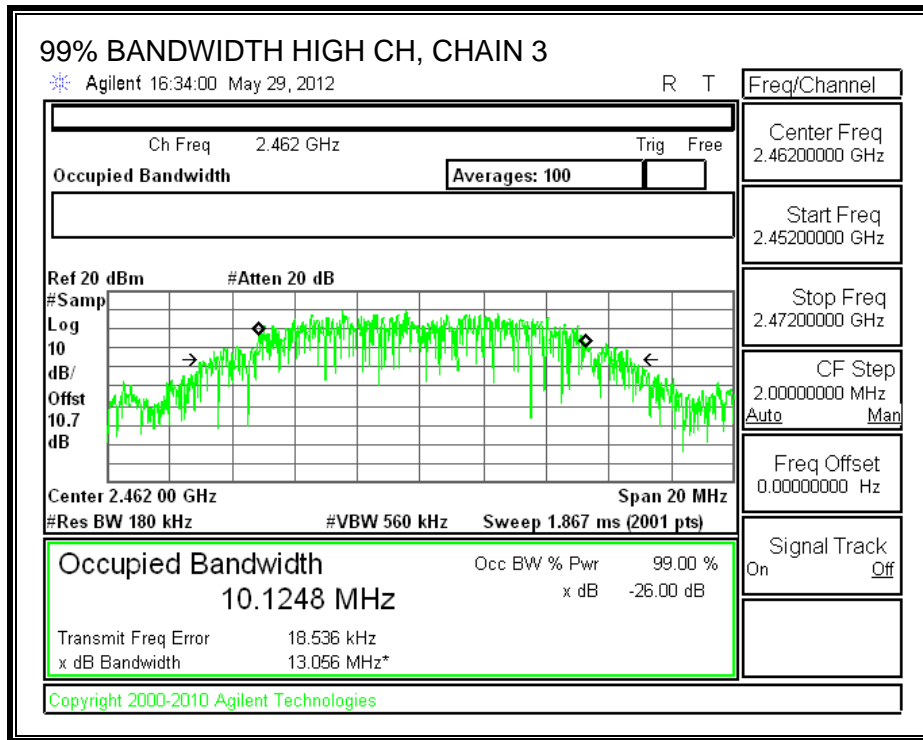 99% BANDWIDTH HIGH CH, CHAIN 3
Agilent 16:34:00 May 29, 2012 R T
Freq/Channel
Ch Freq 2.462 GHz Trig Free
Occupied Bandwidth Averages: 100
Center Freq
2.46200000 GHz
Start Freq
2.45200000 GHz
Stop Freq
2.47200000 GHz
CF Step
2.00000000 MHz
Auto Man
Freq Offset
0.00000000 Hz
Signal Track
On Off
Ref 20 dBm #Atten 20 dB
#Samp
Log
10
dB/
Offst
10.7
dB
Center 2.462 00 GHz Span 20 MHz
#Res BW 180 kHz #VBW 560 kHz Sweep 1.867 ms (2001 pts)
Occupied Bandwidth Occ BW % Pwr 99.00 %
10.1248 MHz x dB -26.00 dB
Transmit Freq Error 18.536 kHz
x dB Bandwidth 13.056 MHz*
Copyright 2000-2010 Agilent Technologies